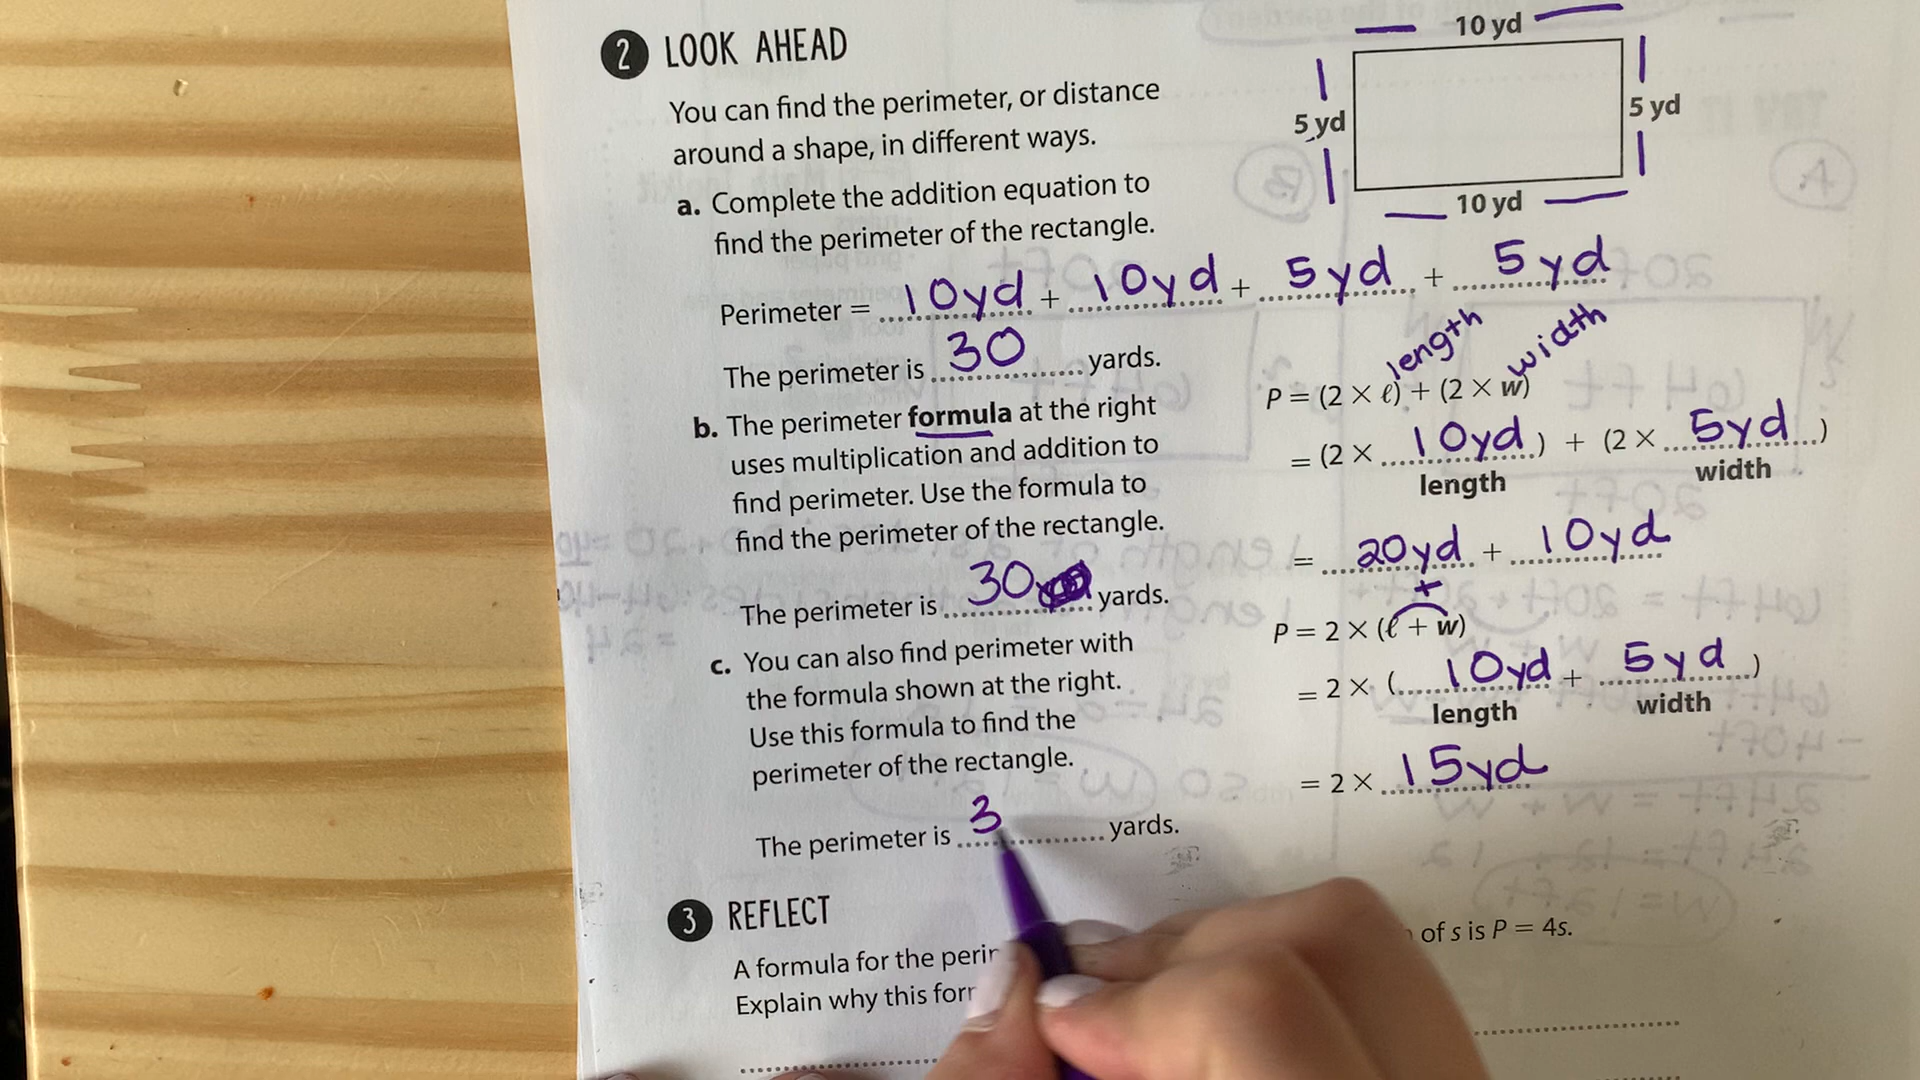 2 LOOK AHEAD
10 yd
5 yd
5 yd
10 yd
You can find the perimeter, or distance
around a shape, in different ways.
a. Complete the addition equation to
find the perimeter of the rectangle.
Perimeter = 10yd + 10yd + 5yd + 5yd
The perimeter is 30 yards.
b. The perimeter formula at the right
uses multiplication and addition to
find perimeter. Use the formula to
find the perimeter of the rectangle.
The perimeter is 30 yards.
length width
P = (2 × ℓ) + (2 × w)
= (2 × 10yd) + (2 × 5yd)
length width
= 20yd + 10yd
c. You can also find perimeter with
the formula shown at the right.
Use this formula to find the
perimeter of the rectangle.
The perimeter is 3 yards.
+
P = 2 × (ℓ + w)
= 2 × (10yd + 5yd)
length width
= 2 × 15yd
3 REFLECT
A formula for the of s is P = 4s.
Explain why this